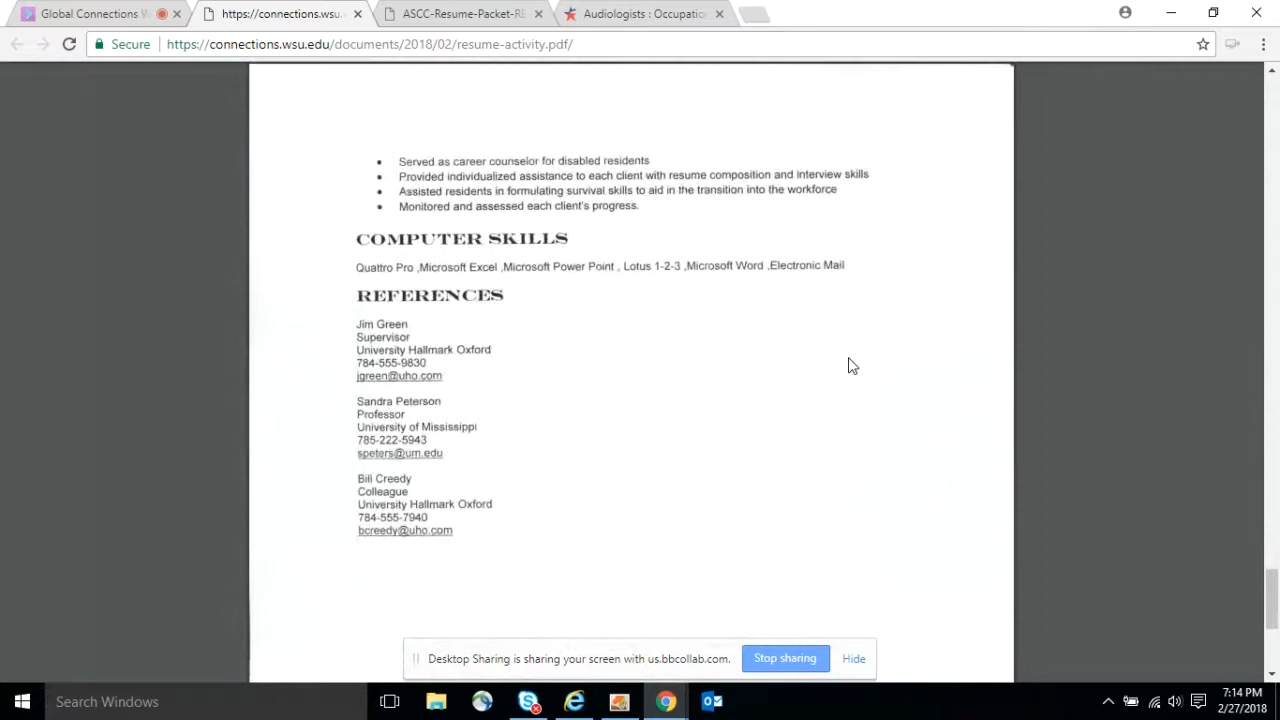 Global Connections W
https://connections.wsu.
ASCC-Resume-Packet-RE
Audiologists : Occupatio
Secure
https://connections.wsu.edu/documents/2018/02/resume-activity.pdf/
• Served as career counselor for disabled residents
• Provided individualized assistance to each client with resume composition and interview skills
• Assisted residents in formulating survival skills to aid in the transition into the workforce
• Monitored and assessed each client's progress.
COMPUTER SKILLS
Quattro Pro ,Microsoft Excel ,Microsoft Power Point , Lotus 1-2-3 ,Microsoft Word ,Electronic Mail
REFERENCES
Jim Green
Supervisor
University Hallmark Oxford
784-555-9830
jgreen@uho.com
Sandra Peterson
Professor
University of Mississippi
785-222-5943
speters@um.edu
Bill Creedy
Colleague
University Hallmark Oxford
784-555-7940
bcreedy@uho.com
Desktop Sharing is sharing your screen with us.bbcollab.com.
Stop sharing
Hide
Search Windows
7:14 PM
2/27/2018